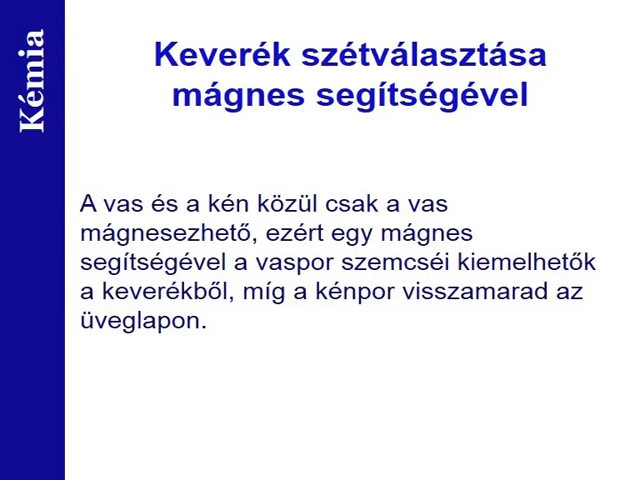 Kémia
Keverék szétválasztása
mágnes segítségével
A vas és a kén közül csak a vas
mágnesezhető, ezért egy mágnes
segítségével a vaspor szemcséi kiemelhetők
a keverékből, míg a kénpor visszamarad az
üveglapon.